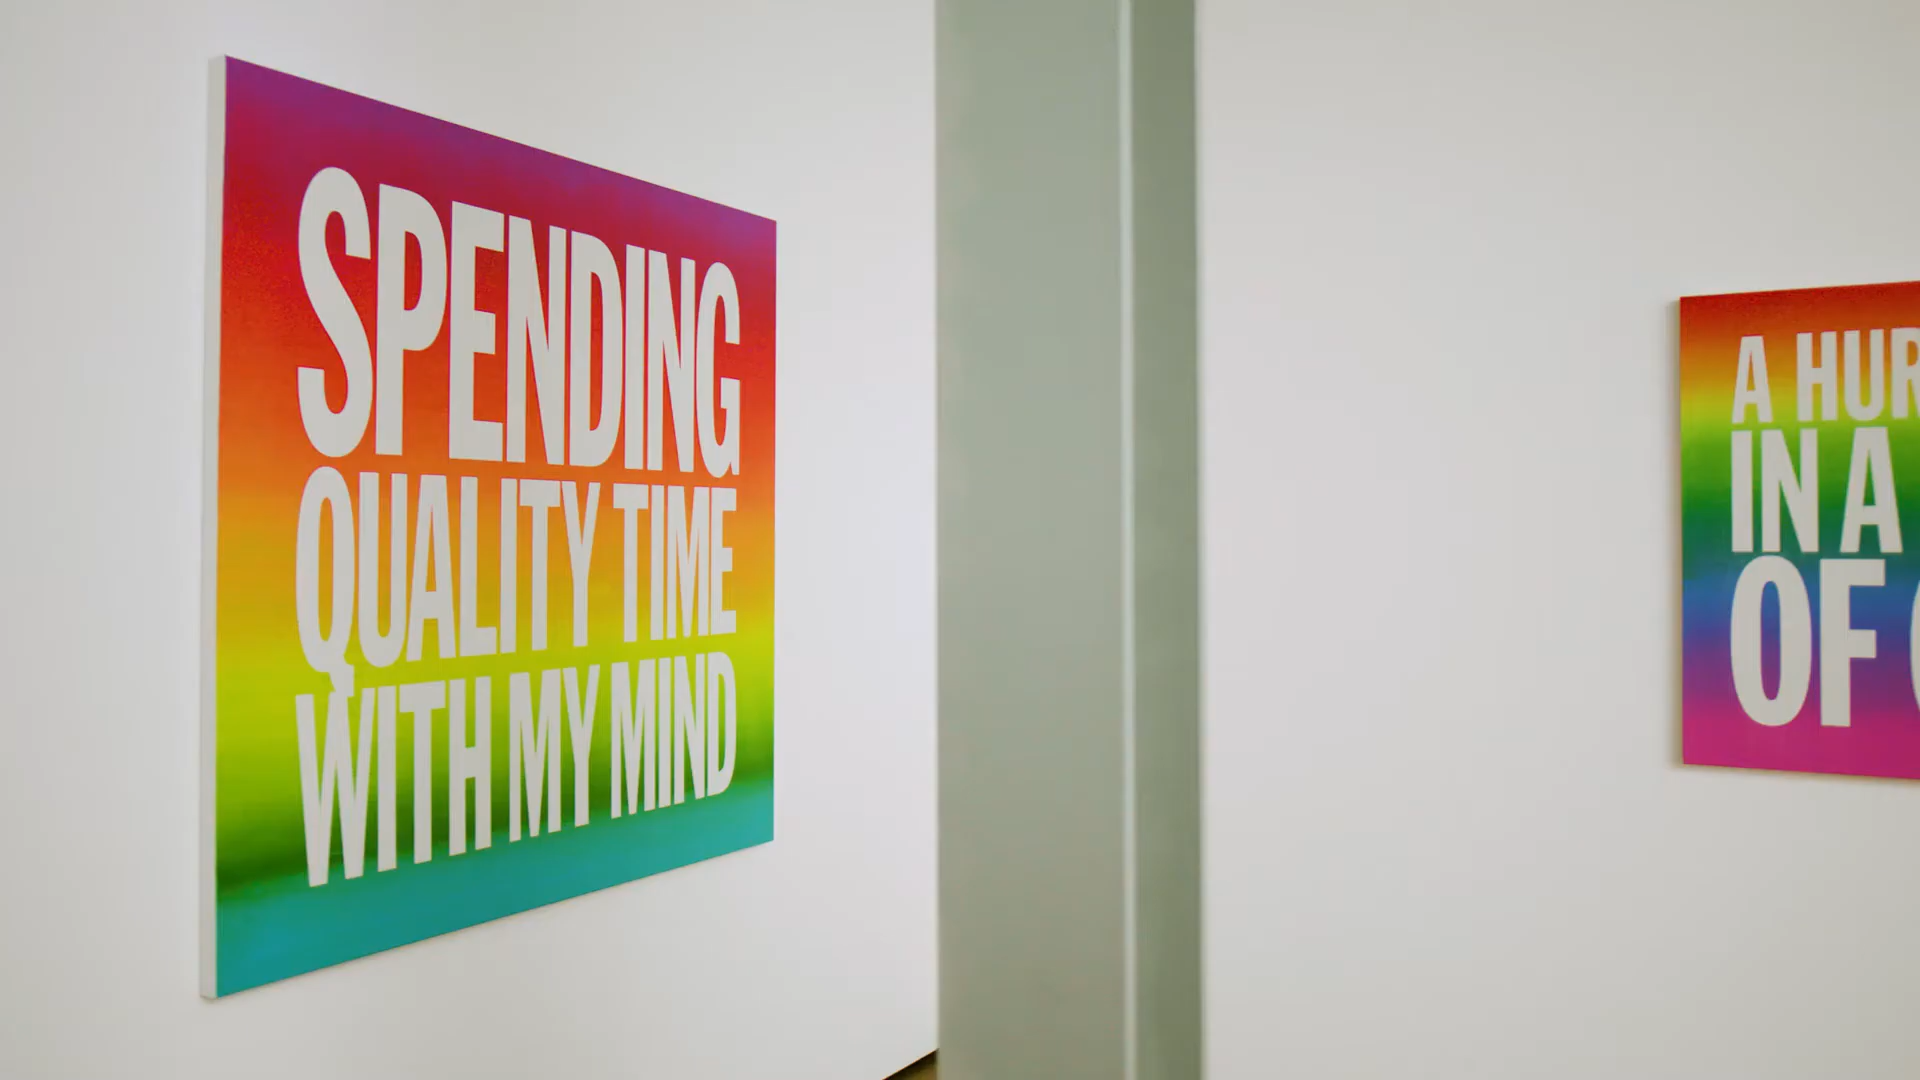 SPENDING
QUALITY TIME
WITH MY MIND
A
IN A
OF